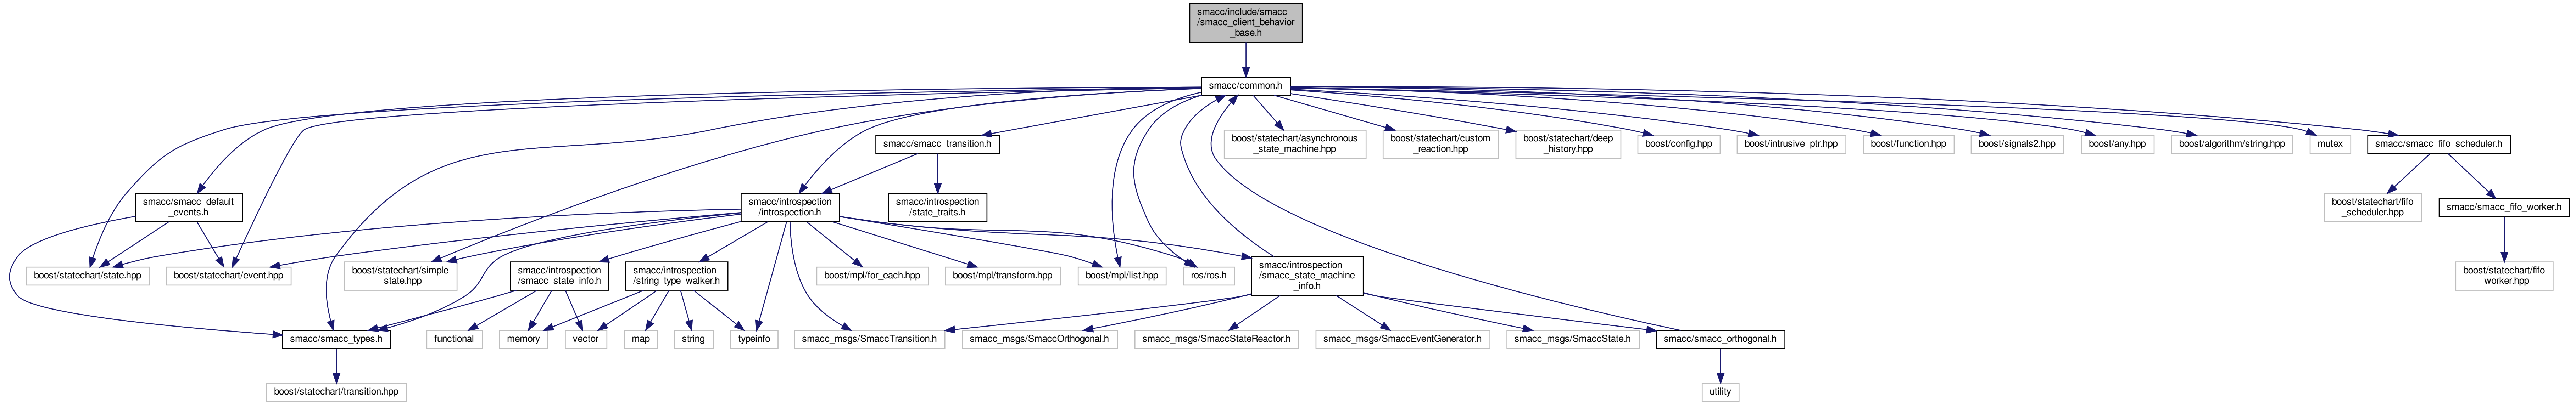 smacc/include/smacc
/smacc_client_behavior
_base.h
smacc/common.h
smacc/smacc_transition.h
boost/statechart/asynchronous
_state_machine.hpp
boost/statechart/custom
_reaction.hpp
boost/statechart/deep
_history.hpp
boost/config.hpp
boost/intrusive_ptr.hpp
boost/function.hpp
boost/signals2.hpp
boost/any.hpp
boost/algorithm/string.hpp
mutex
smacc/smacc_fifo_scheduler.h
smacc/smacc_default
_events.h
smacc/introspection
/introspection.h
smacc/introspection
/state_traits.h
boost/statechart/fifo
_scheduler.hpp
smacc/smacc_fifo_worker.h
boost/statechart/state.hpp
boost/statechart/event.hpp
boost/statechart/simple
_state.hpp
smacc/introspection
/smacc_state_info.h
smacc/introspection
/string_type_walker.h
boost/mpl/for_each.hpp
boost/mpl/transform.hpp
boost/mpl/list.hpp
ros/ros.h
smacc/introspection
/smacc_state_machine
_info.h
boost/statechart/fifo
_worker.hpp
smacc/smacc_types.h
functional
memory
vector
map
string
typeinfo
smacc_msgs/SmaccTransition.h
smacc_msgs/SmaccOrthogonal.h
smacc_msgs/SmaccStateReactor.h
smacc_msgs/SmaccEventGenerator.h
smacc_msgs/SmaccState.h
smacc/smacc_orthogonal.h
boost/statechart/transition.hpp
utility